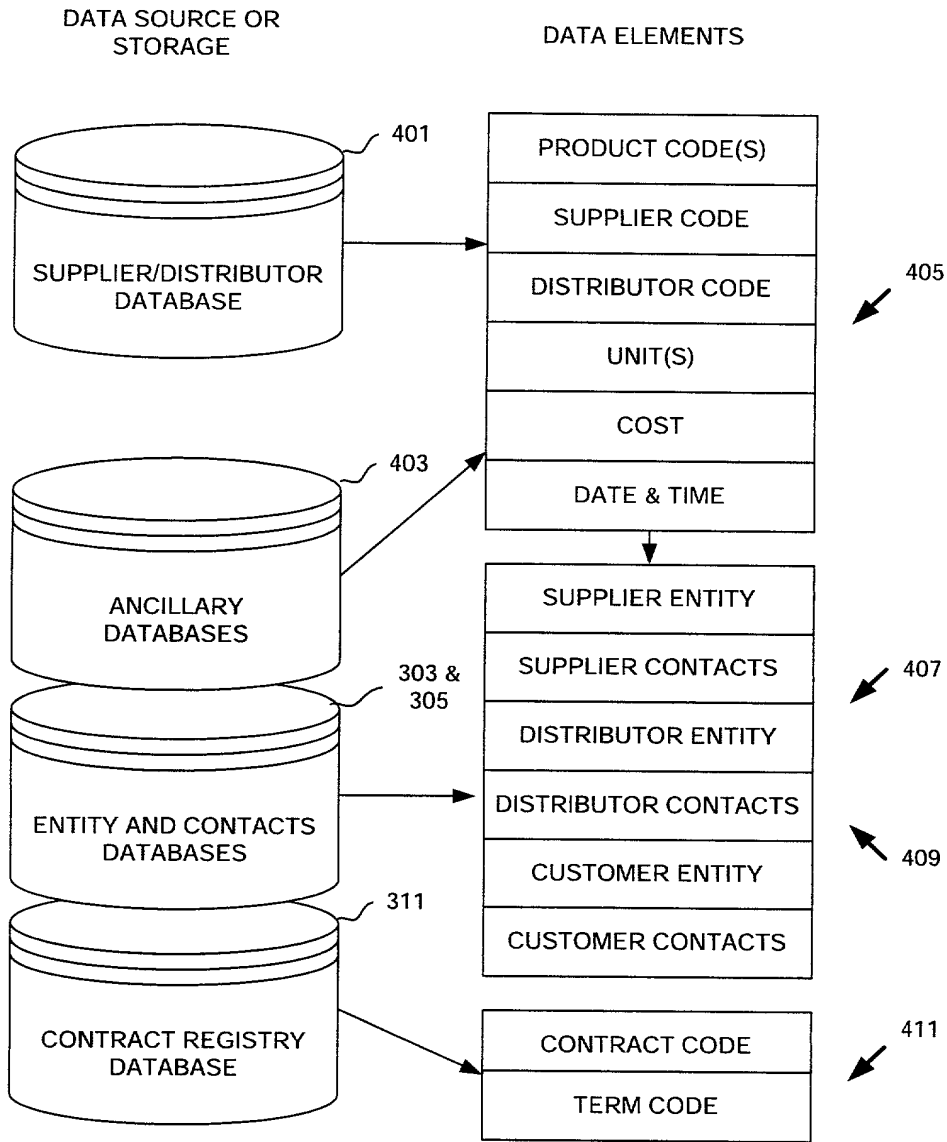 DATA SOURCE OR
STORAGE
DATA ELEMENTS
401
SUPPLIER/DISTRIBUTOR
DATABASE
PRODUCT CODE(S)
SUPPLIER CODE
DISTRIBUTOR CODE
UNIT(S)
COST
DATE & TIME
405
403
ANCILLARY
DATABASES
303 &
305
ENTITY AND CONTACTS
DATABASES
SUPPLIER ENTITY
SUPPLIER CONTACTS
DISTRIBUTOR ENTITY
DISTRIBUTOR CONTACTS
CUSTOMER ENTITY
CUSTOMER CONTACTS
407
409
311
CONTRACT REGISTRY
DATABASE
CONTRACT CODE
TERM CODE
411